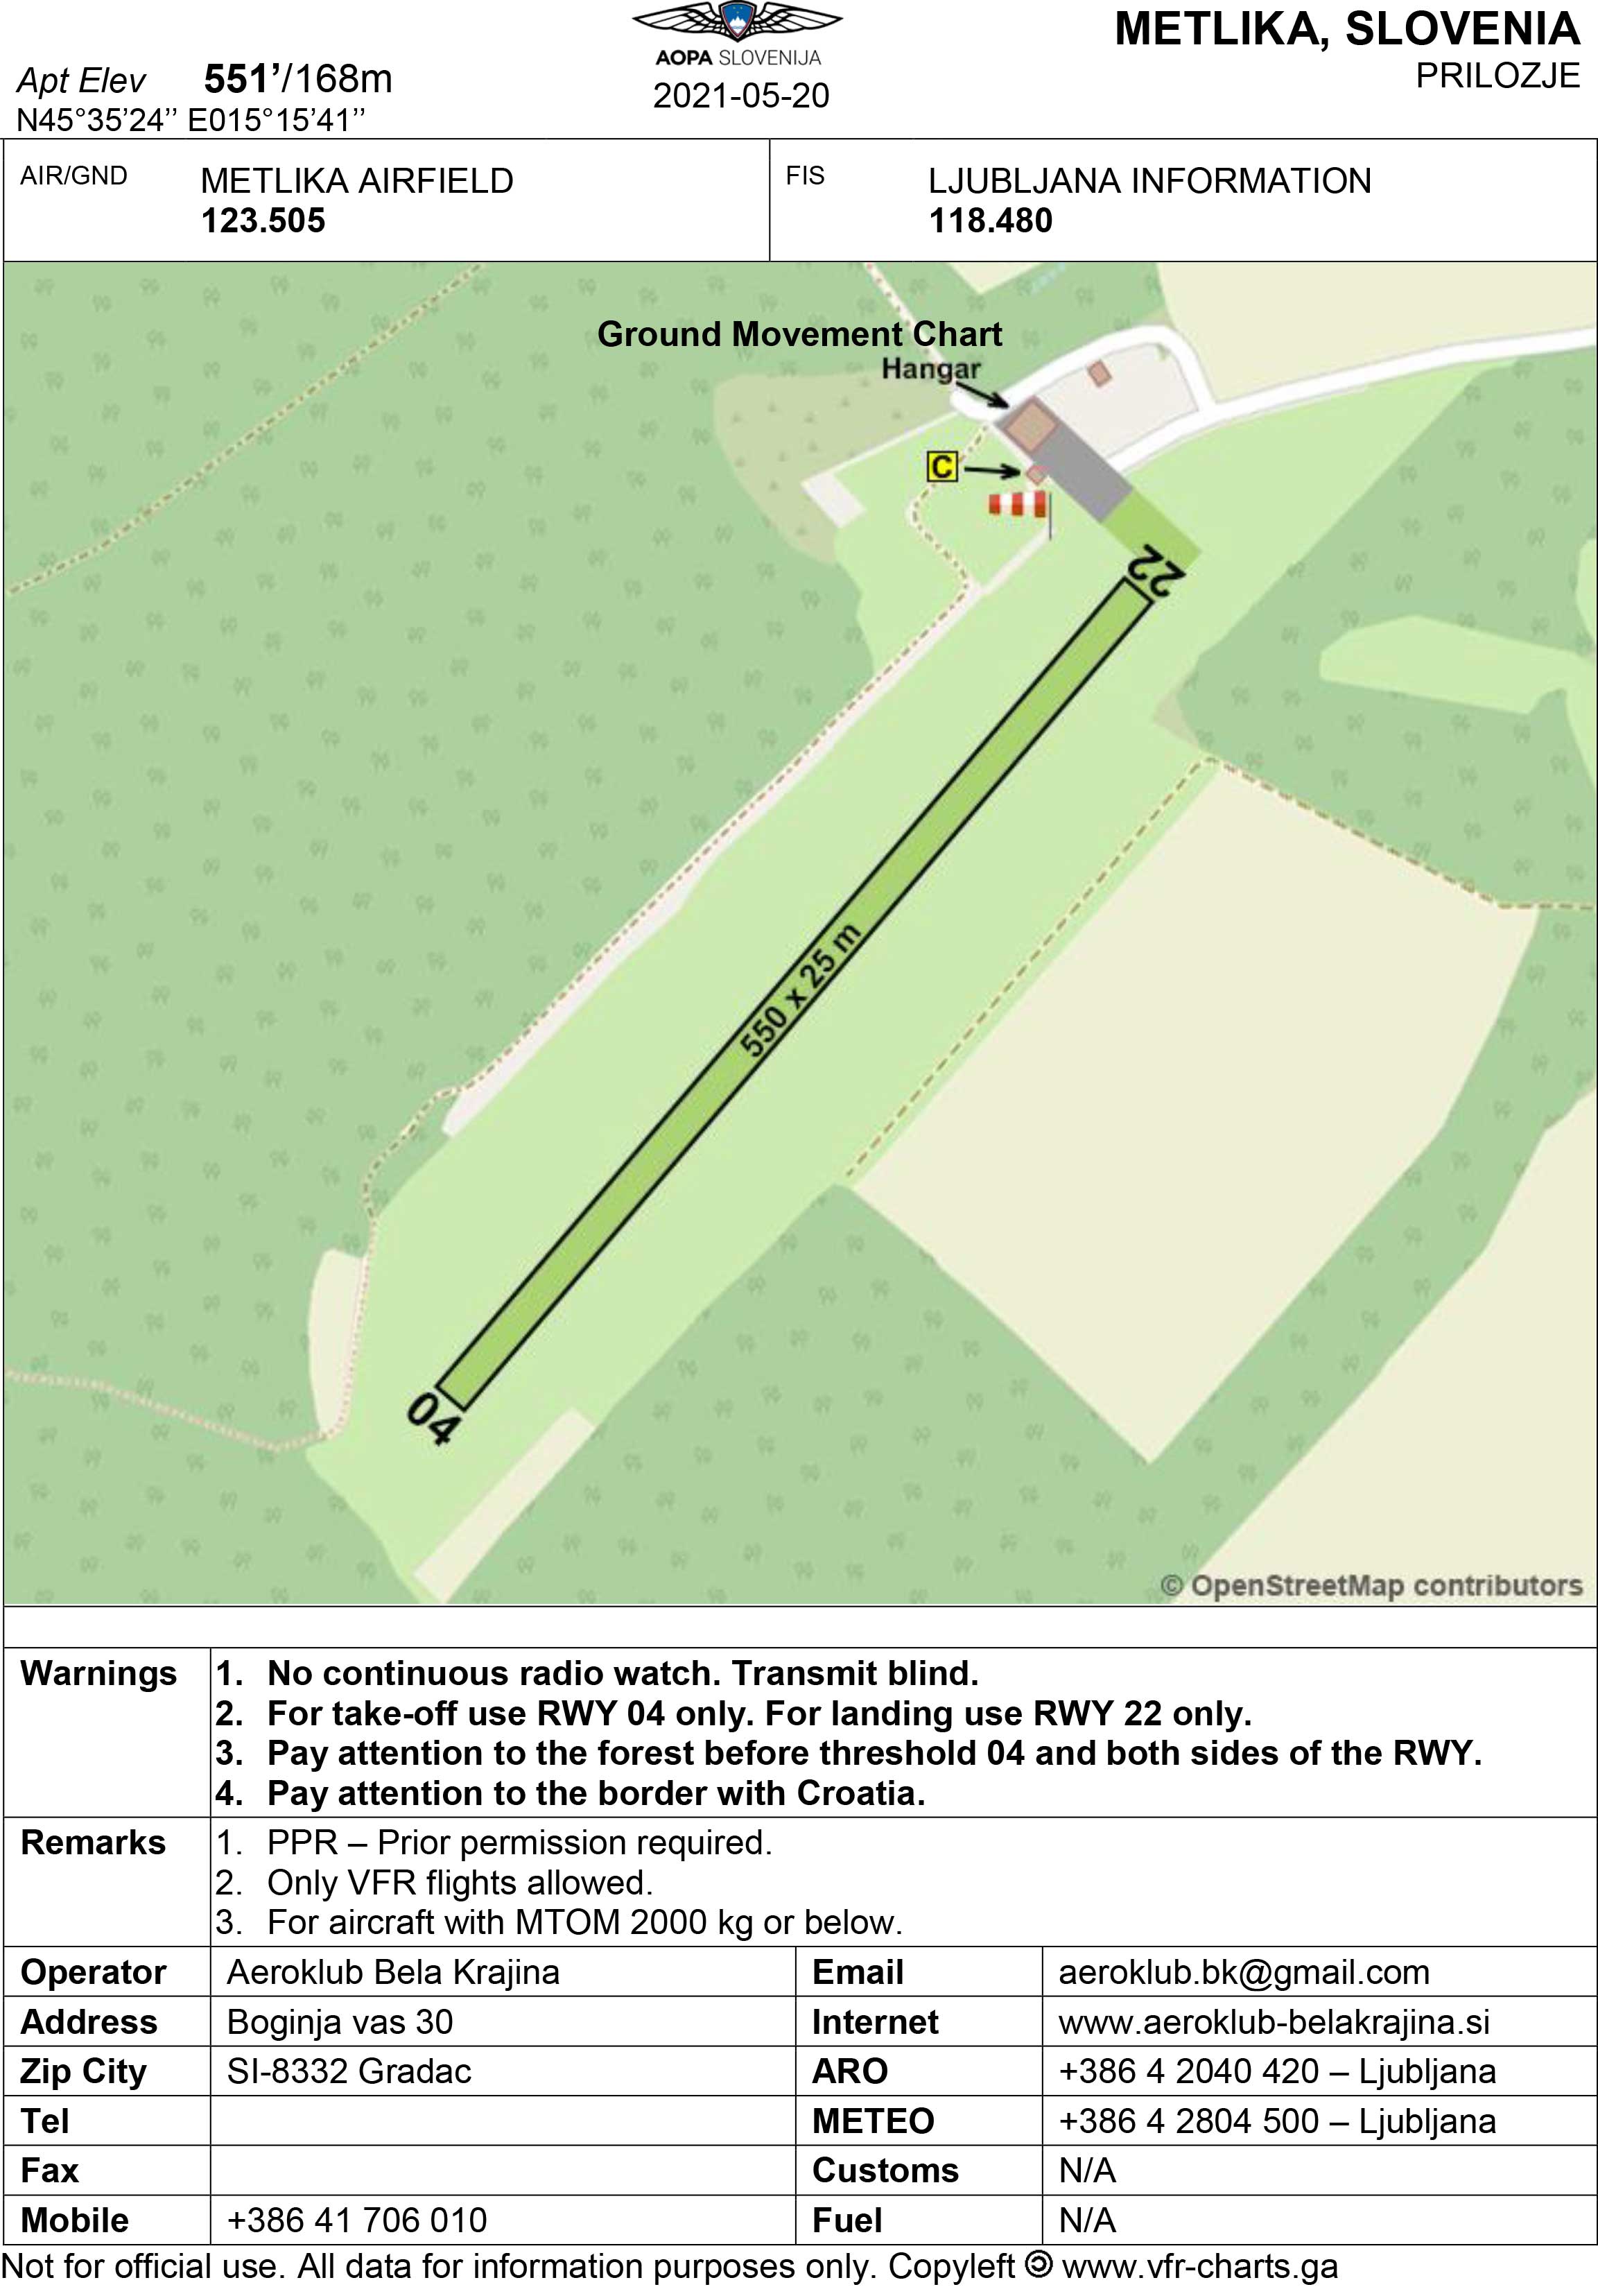 METLIKA, SLOVENIA
PRILOZJE
AOPA SLOVENIJA
2021-05-20
Apt Elev 551’/168m
N45°35’24’’ E015°15’41’’
AIR/GND METLIKA AIRFIELD
123.505
FIS LJUBLJANA INFORMATION
118.480
Ground Movement Chart
Hangar
C
22
550 x 25 m
04
© OpenStreetMap contributors
Warnings 1. No continuous radio watch. Transmit blind.
2. For take-off use RWY 04 only. For landing use RWY 22 only.
3. Pay attention to the forest before threshold 04 and both sides of the RWY.
4. Pay attention to the border with Croatia.
Remarks 1. PPR – Prior permission required.
2. Only VFR flights allowed.
3. For aircraft with MTOM 2000 kg or below.
Operator Aeroklub Bela Krajina Email aeroklub.bk@gmail.com
Address Boginja vas 30 Internet www.aeroklub-belakrajina.si
Zip City SI-8332 Gradac ARO +386 4 2040 420 – Ljubljana
Tel METEO +386 4 2804 500 – Ljubljana
Fax Customs N/A
Mobile +386 41 706 010 Fuel N/A
Not for official use. All data for information purposes only. Copyleft 🄯 www.vfr-charts.ga